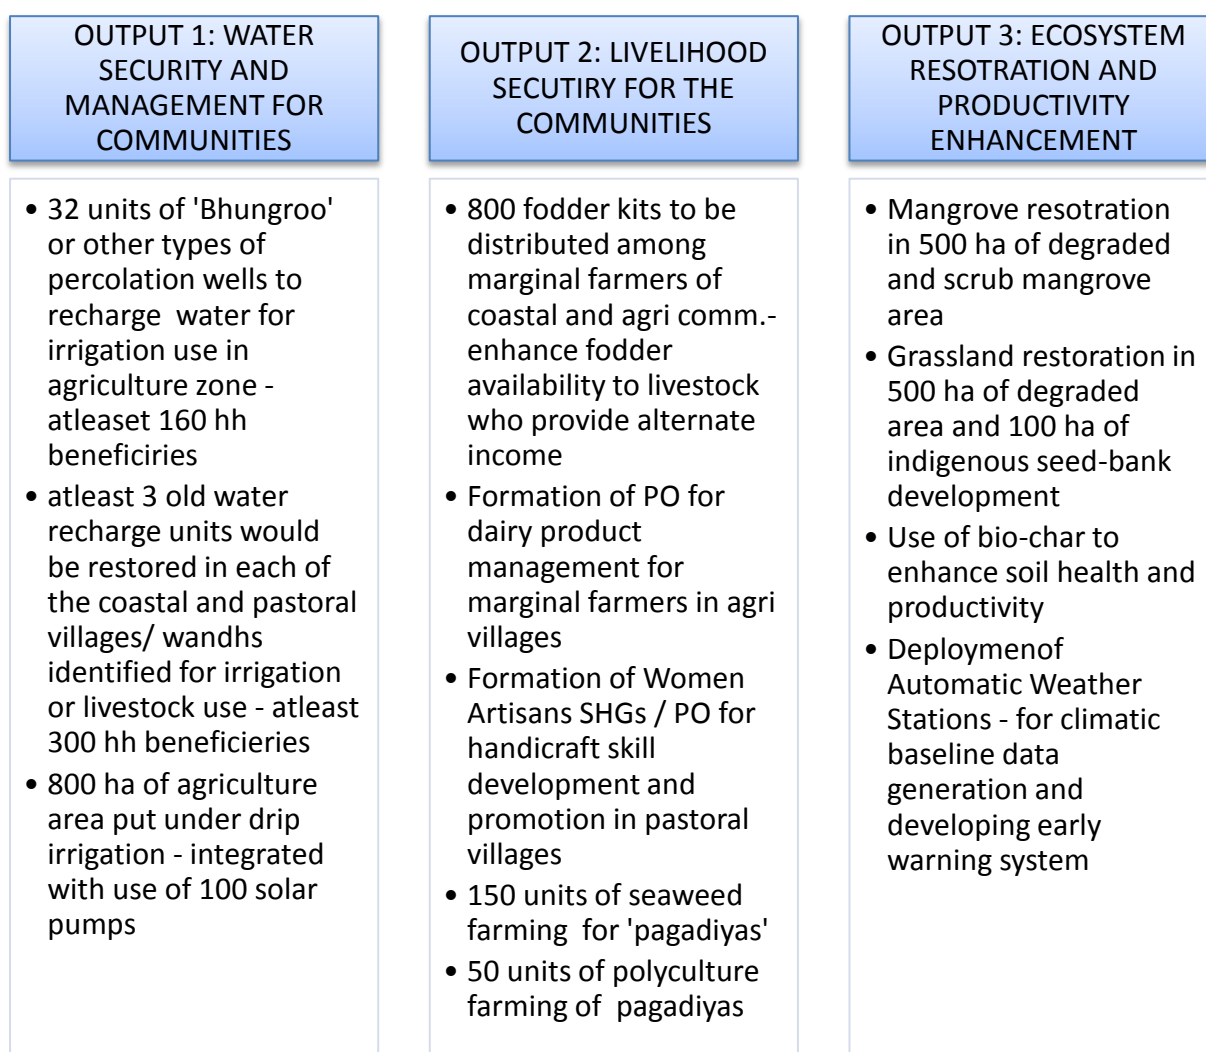 OUTPUT 1: WATER
SECURITY AND
MANAGEMENT FOR
COMMUNITIES
• 32 units of 'Bhungroo'
or other types of
percolation wells to
recharge water for
irrigation use in
agriculture zone -
atleaset 160 hh
beneficiries
• atleast 3 old water
recharge units would
be restored in each of
the coastal and pastoral
villages/ wandhs
identified for irrigation
or livestock use - atleast
300 hh beneficieries
• 800 ha of agriculture
area put under drip
irrigation - integrated
with use of 100 solar
pumps
OUTPUT 2: LIVELIHOOD
SECUTIRY FOR THE
COMMUNITIES
• 800 fodder kits to be
distributed among
marginal farmers of
coastal and agri comm.-
enhance fodder
availability to livestock
who provide alternate
income
• Formation of PO for
dairy product
management for
marginal farmers in agri
villages
• Formation of Women
Artisans SHGs / PO for
handicraft skill
development and
promotion in pastoral
villages
• 150 units of seaweed
farming for 'pagadiyas'
• 50 units of polyculture
farming of pagadiyas
OUTPUT 3: ECOSYSTEM
RESOTRATION AND
PRODUCTIVITY
ENHANCEMENT
• Mangrove resotration
in 500 ha of degraded
and scrub mangrove
area
• Grassland restoration in
500 ha of degraded
area and 100 ha of
indigenous seed-bank
development
• Use of bio-char to
enhance soil health and
productivity
• Deploymenof
Automatic Weather
Stations - for climatic
baseline data
generation and
developing early
warning system